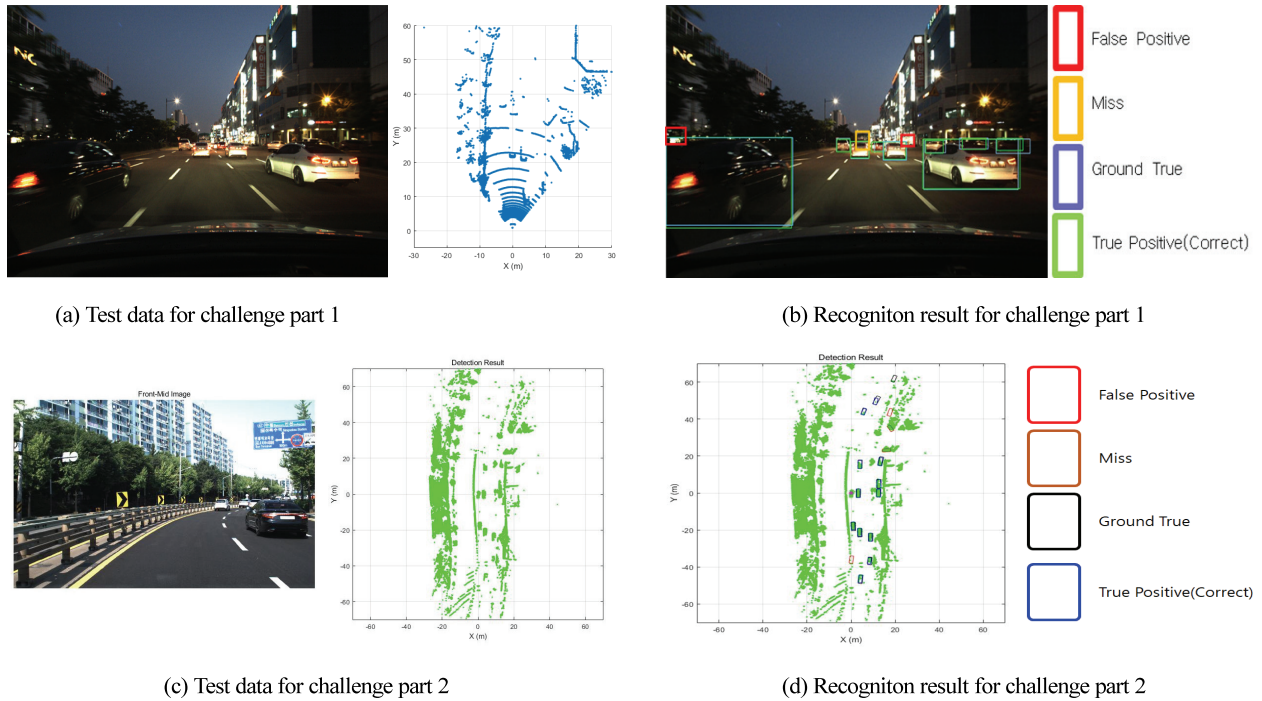 60
50
40
30
20
10
0
Y (m)
-30 -20 -10 0 10 20 30
X (m)
False Positive
Miss
Ground True
True Positive(Correct)
(a) Test data for challenge part 1
(b) Recogniton result for challenge part 1
Front-Mid Image
Detection Result
60
40
20
0
-20
-40
-60
Y (m)
-60 -40 -20 0 20 40 60
X (m)
Detection Result
60
40
20
0
-20
-40
-60
Y (m)
-60 -40 -20 0 20 40 60
X (m)
False Positive
Miss
Ground True
True Positive(Correct)
(c) Test data for challenge part 2
(d) Recogniton result for challenge part 2